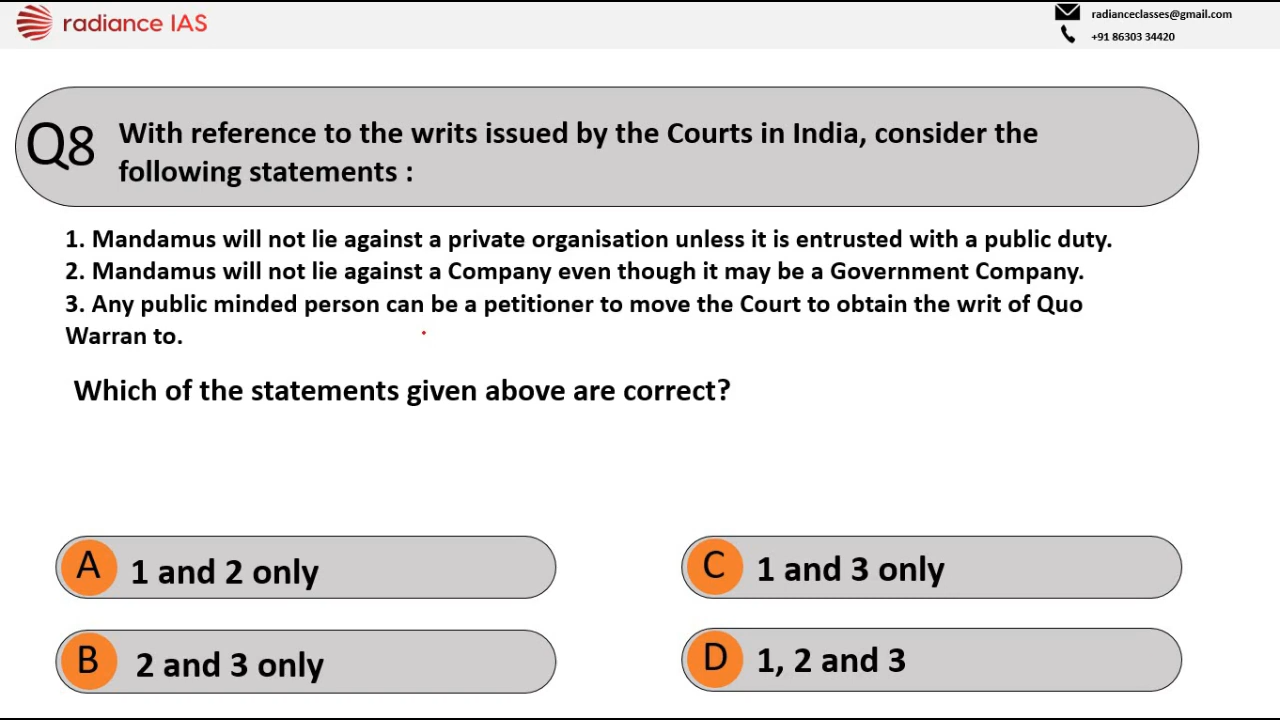 radiance IAS
radianceclasses@gmail.com
+91 86303 34420
Q8
With reference to the writs issued by the Courts in India, consider the
following statements :
1. Mandamus will not lie against a private organisation unless it is entrusted with a public duty.
2. Mandamus will not lie against a Company even though it may be a Government Company.
3. Any public minded person can be a petitioner to move the Court to obtain the writ of Quo
Warran to.
Which of the statements given above are correct?
A 1 and 2 only
C 1 and 3 only
B 2 and 3 only
D 1, 2 and 3